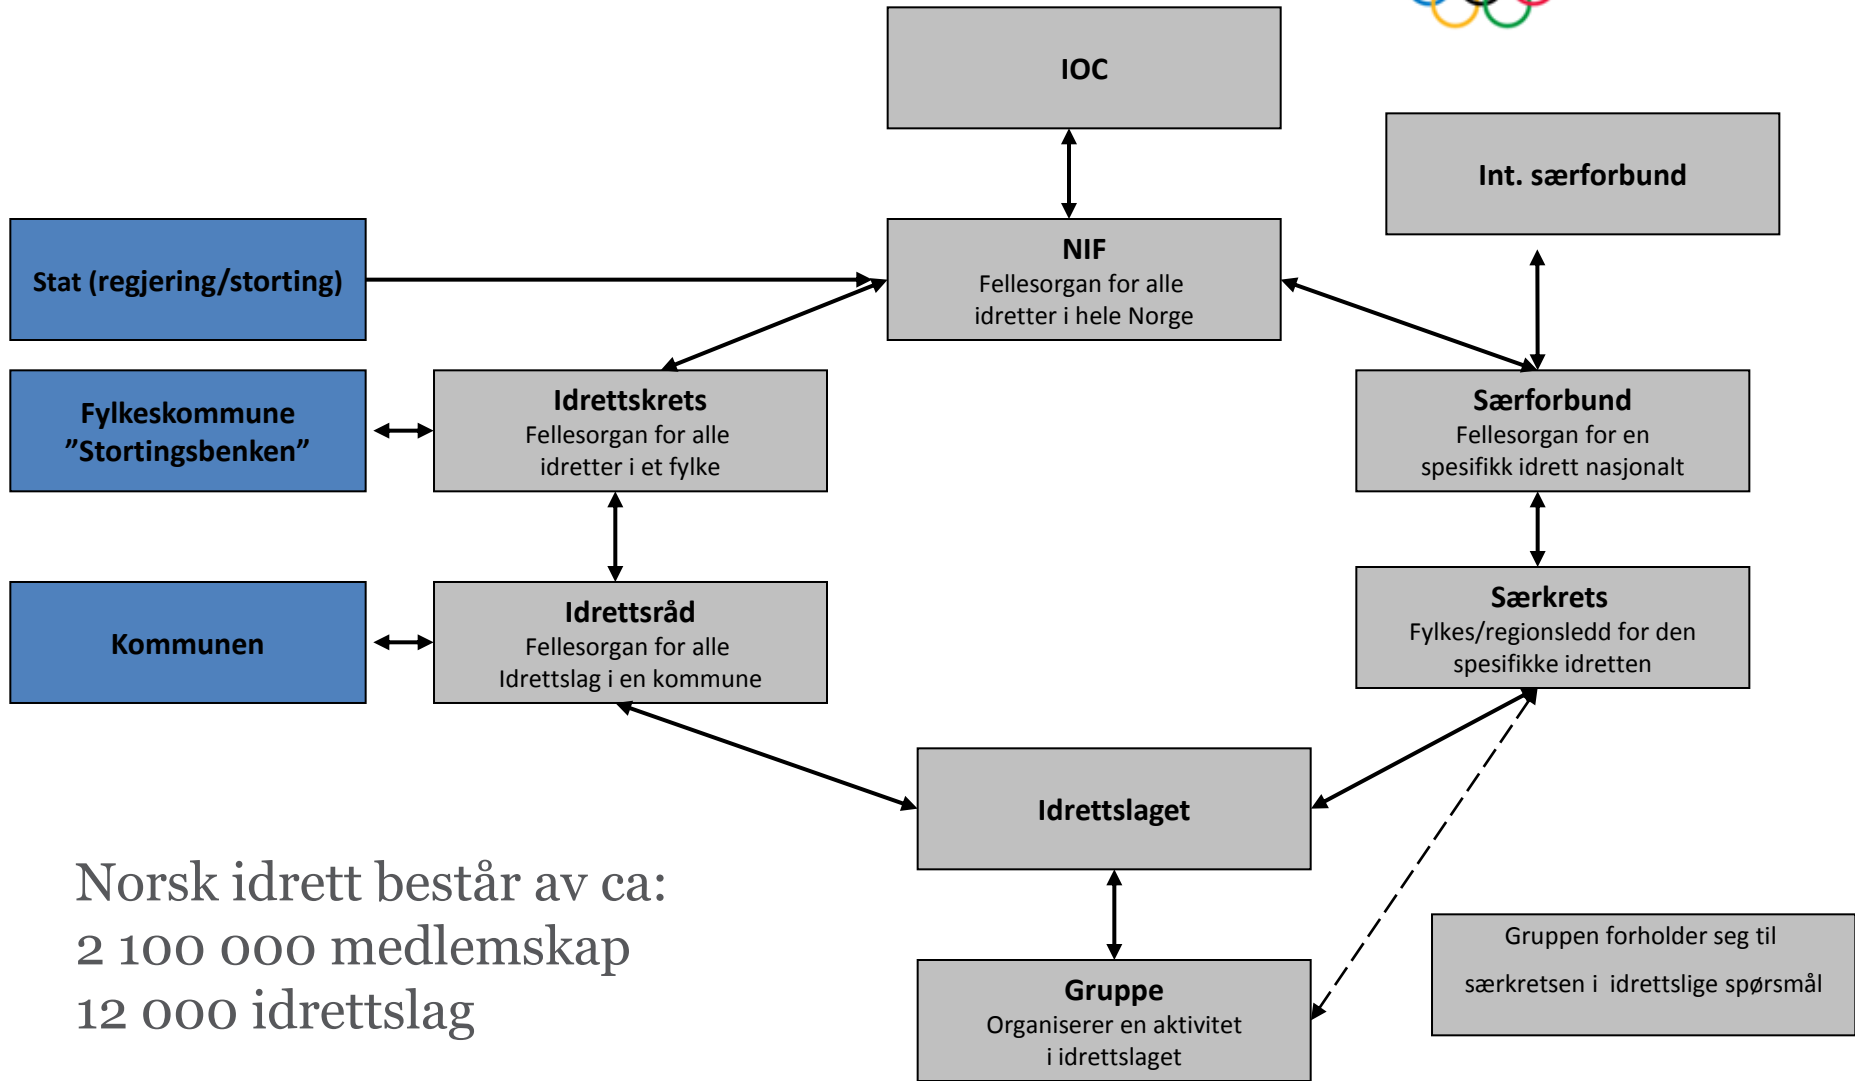 IOC
Int. særforbund
Stat (regjering/storting)
NIF
Fellesorgan for alle
idretter i hele Norge
Fylkeskommune
”Stortingsbenken”
Idrettskrets
Fellesorgan for alle
idretter i et fylke
Særforbund
Fellesorgan for en
spesifikk idrett nasjonalt
Kommunen
Idrettsråd
Fellesorgan for alle
Idrettslag i en kommune
Særkrets
Fylkes/regionsledd for den
spesifikke idretten
Idrettslaget
Norsk idrett består av ca:
2 100 000 medlemskap
12 000 idrettslag
Gruppe
Organiserer en aktivitet
i idrettslaget
Gruppen forholder seg til
særkretsen i  idrettslige spørsmål